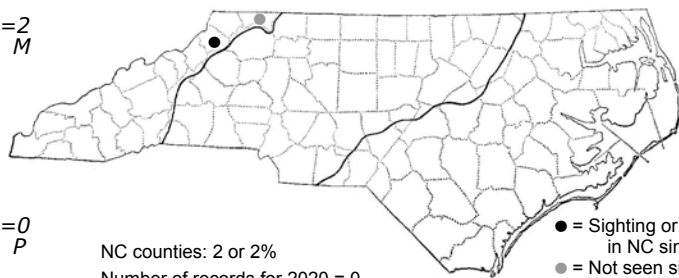 =2
M
=0
P
NC counties: 2 or 2%
● = Sighting or
in NC sin
● = Not seen si
Number of records for 2020 = 0